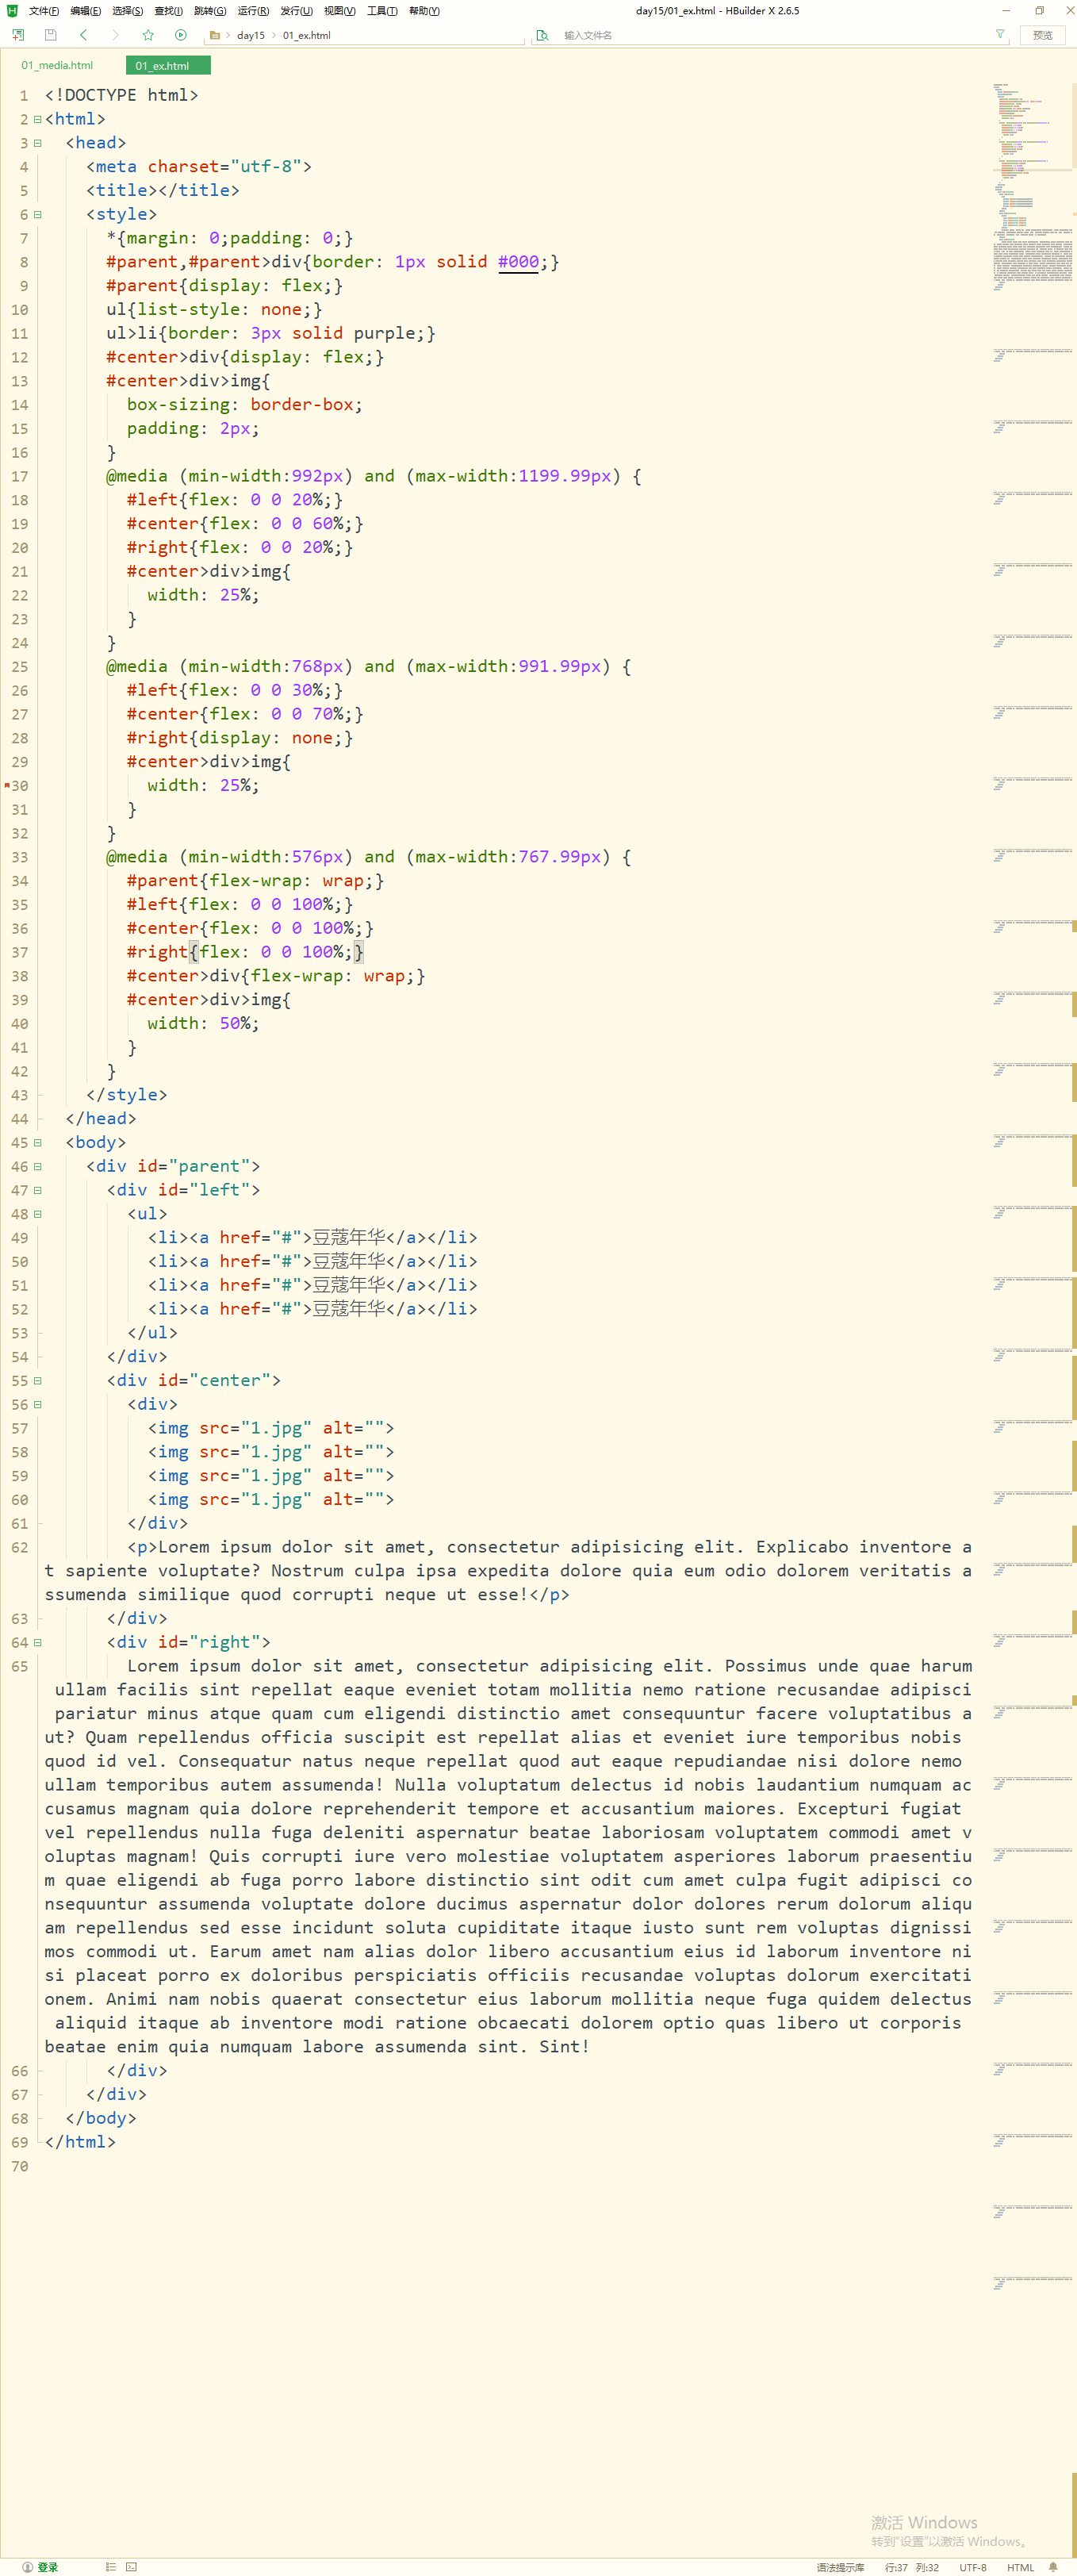 文件(F) 编辑(E) 选择(S) 查找(I) 跳转(G) 运行(R) 发行(U) 视图(V) 工具(T) 帮助(Y) day15/01_ex.html - HBuilder X 2.6.5
day15 01_ex.html 输入文件名 预览
01_media.html 01_ex.html
1 <!DOCTYPE html>
2 <html>
3 <head>
4 <meta charset="utf-8">
5 <title></title>
6 <style>
7 *{margin: 0;padding: 0;}
8 #parent,#parent>div{border: 1px solid #000;}
9 #parent{display: flex;}
10 ul{list-style: none;}
11 ul>li{border: 3px solid purple;}
12 #center>div{display: flex;}
13 #center>div>img{
14 box-sizing: border-box;
15 padding: 2px;
16 }
17 @media (min-width:992px) and (max-width:1199.99px) {
18 #left{flex: 0 0 20%;}
19 #center{flex: 0 0 60%;}
20 #right{flex: 0 0 20%;}
21 #center>div>img{
22 width: 25%;
23 }
24 }
25 @media (min-width:768px) and (max-width:991.99px) {
26 #left{flex: 0 0 30%;}
27 #center{flex: 0 0 70%;}
28 #right{display: none;}
29 #center>div>img{
30 width: 25%;
31 }
32 }
33 @media (min-width:576px) and (max-width:767.99px) {
34 #parent{flex-wrap: wrap;}
35 #left{flex: 0 0 100%;}
36 #center{flex: 0 0 100%;}
37 #right{flex: 0 0 100%;}
38 #center>div{flex-wrap: wrap;}
39 #center>div>img{
40 width: 50%;
41 }
42 }
43 </style>
44 </head>
45 <body>
46 <div id="parent">
47 <div id="left">
48 <ul>
49 <li><a href="#">豆蔻年华</a></li>
50 <li><a href="#">豆蔻年华</a></li>
51 <li><a href="#">豆蔻年华</a></li>
52 <li><a href="#">豆蔻年华</a></li>
53 </ul>
54 </div>
55 <div id="center">
56 <div>
57 <img src="1.jpg" alt="">
58 <img src="1.jpg" alt="">
59 <img src="1.jpg" alt="">
60 <img src="1.jpg" alt="">
61 </div>
62 <p>Lorem ipsum dolor sit amet, consectetur adipisicing elit. Explicabo inventore a
t sapiente voluptate? Nostrum culpa ipsa expedita dolore quia eum odio dolorem veritatis a
ssumenda similique quod corrupti neque ut esse!</p>
63 </div>
64 <div id="right">
65 Lorem ipsum dolor sit amet, consectetur adipisicing elit. Possimus unde quae harum
ullam facilis sint repellat eaque eveniet totam mollitia nemo ratione recusandae adipisci
pariatur minus atque quam cum eligendi distinctio amet consequuntur facere voluptatibus a
ut? Quam repellendus officia suscipit est repellat alias et eveniet iure temporibus nobis
quod id vel. Consequatur natus neque repellat quod aut eaque repudiandae nisi dolore nemo
ullam temporibus autem assumenda! Nulla voluptatum delectus id nobis laudantium numquam ac
cusamus magnam quia dolore reprehenderit tempore et accusantium maiores. Excepturi fugiat
vel repellendus nulla fuga deleniti aspernatur beatae laboriosam voluptatem commodi amet v
oluptas magnam! Quis corrupti iure vero molestiae voluptatem asperiores laborum praesentiu
m quae eligendi ab fuga porro labore distinctio sint odit cum amet culpa fugit adipisci co
nsequuntur assumenda voluptate dolore ducimus aspernatur dolor dolores rerum dolorum aliqu
am repellendus sed esse incidunt soluta cupiditate itaque iusto sunt rem voluptas dignissi
mos commodi ut. Earum amet nam alias dolor libero accusantium eius id laborum inventore ni
si placeat porro ex doloribus perspiciatis officiis recusandae voluptas dolorum exercitati
onem. Animi nam nobis quaerat consectetur eius laborum mollitia neque fuga quidem delectus
aliquid itaque ab inventore modi ratione obcaecati dolorem optio quas libero ut corporis
beatae enim quia numquam labore assumenda sint. Sint!
66 </div>
67 </div>
68 </body>
69 </html>
70
激活 Windows
转到"设置"以激活 Windows。
登录 语法提示库 行:37 列:32 UTF-8 HTML